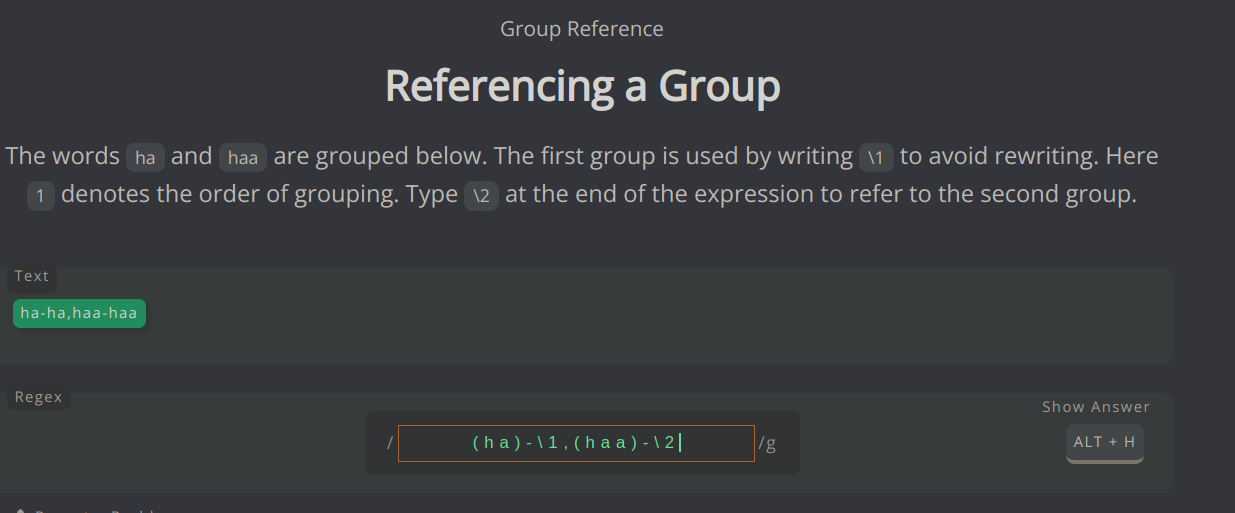 Group Reference
Referencing a Group
The words ha and haa are grouped below. The first group is used by writing \1 to avoid rewriting. Here
1 denotes the order of grouping. Type \2 at the end of the expression to refer to the second group.
Text
ha-ha,haa-haa
Regex
Show Answer
/(ha)-\1,(haa)-\2/g
ALT + H